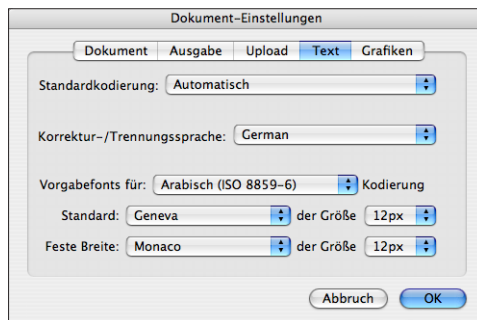 Dokument-Einstellungen
Dokument Ausgabe Upload Text Grafiken
Standardkodierung: Automatisch
Korrektur-/Trennungssprache: German
Vorgabefonts für: Arabisch (ISO 8859-6) Kodierung
Standard: Geneva der Größe 12px
Feste Breite: Monaco der Größe 12px
Abbruch OK